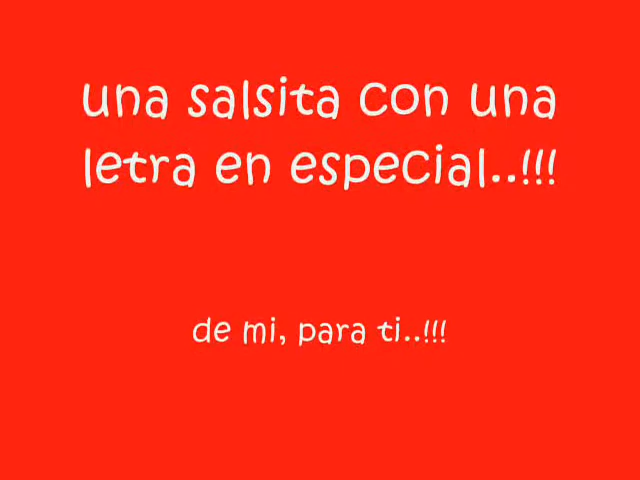 una salsita con una
letra en especial..!!!
de mi, para ti..!!!